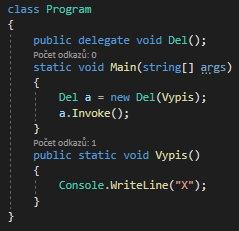 class Program
{
public delegate void Del();
Počet odkazů: 0
static void Main(string[] args)
{
Del a = new Del(Vypis);
a.Invoke();
}
Počet odkazů: 1
public static void Vypis()
{
Console.WriteLine("X");
}
}